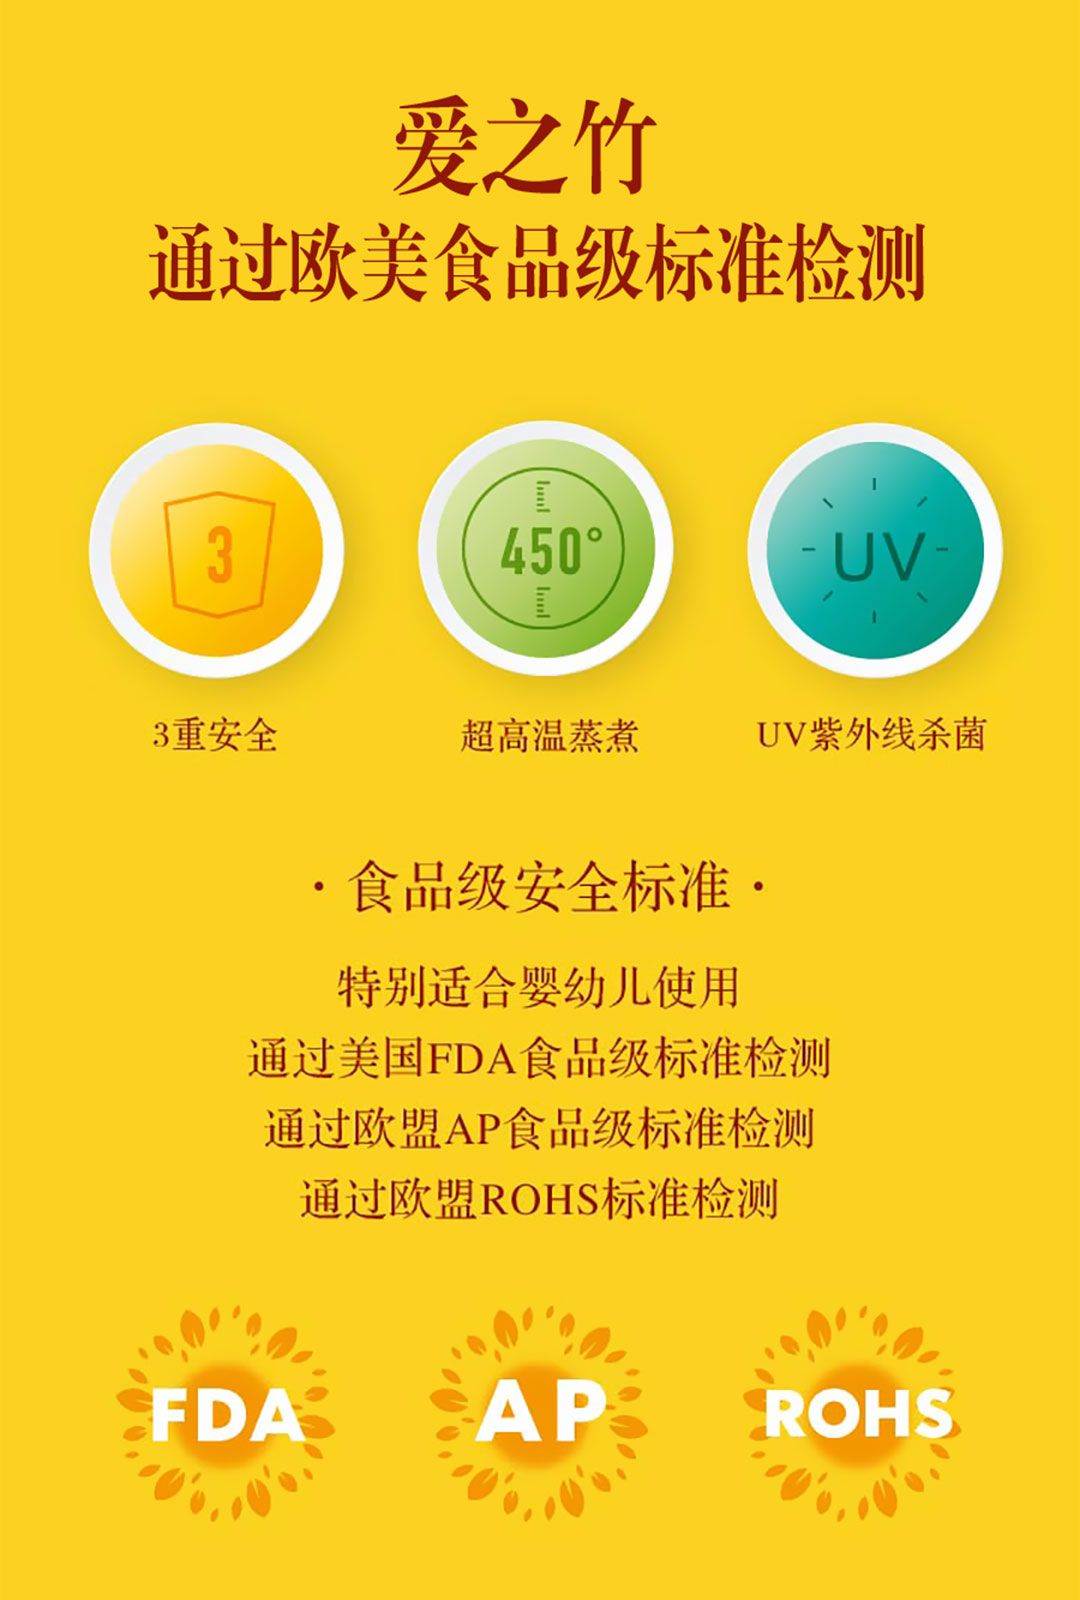 爱之竹
通过欧美食品级标准检测
3
450°
UV
3重安全
超高温蒸煮
UV紫外线杀菌
·食品级安全标准·
特别适合婴幼儿使用
通过美国FDA食品级标准检测
通过欧盟AP食品级标准检测
通过欧盟ROHS标准检测
FDA
AP
ROHS